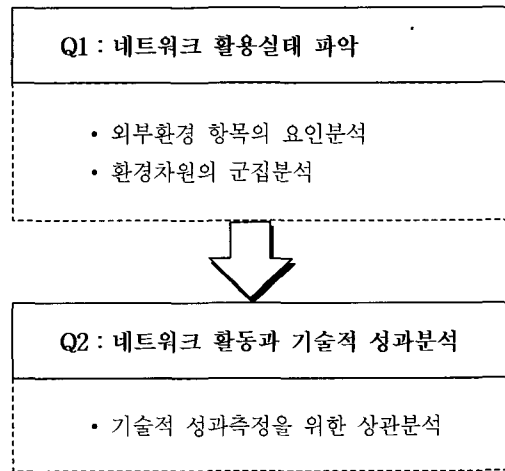 Q1 : 네트워크 활용실태 파악
• 외부환경 항목의 요인분석
• 환경차원의 군집분석
Q2 : 네트워크 활동과 기술적 성과분석
• 기술적 성과측정을 위한 상관분석